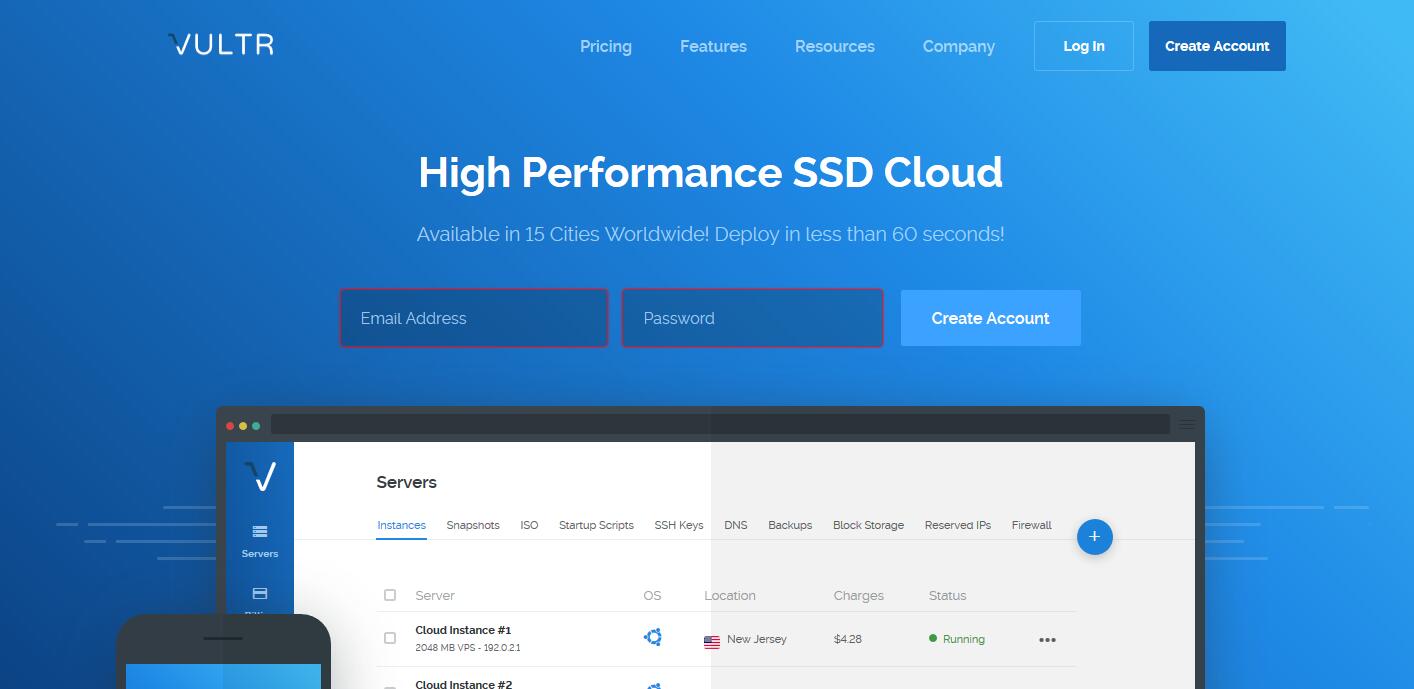 VULTR
Pricing Features Resources Company Log In Create Account
High Performance SSD Cloud
Available in 15 Cities Worldwide! Deploy in less than 60 seconds!
Email Address Password Create Account
Servers
Instances Snapshots ISO Startup Scripts SSH Keys DNS Backups Block Storage Reserved IPs Firewall +
Servers
Server OS Location Charges Status
Cloud Instance #1
2048 MB VPS - 192.0.2.1
New Jersey $4.28 Running
Cloud Instance #2